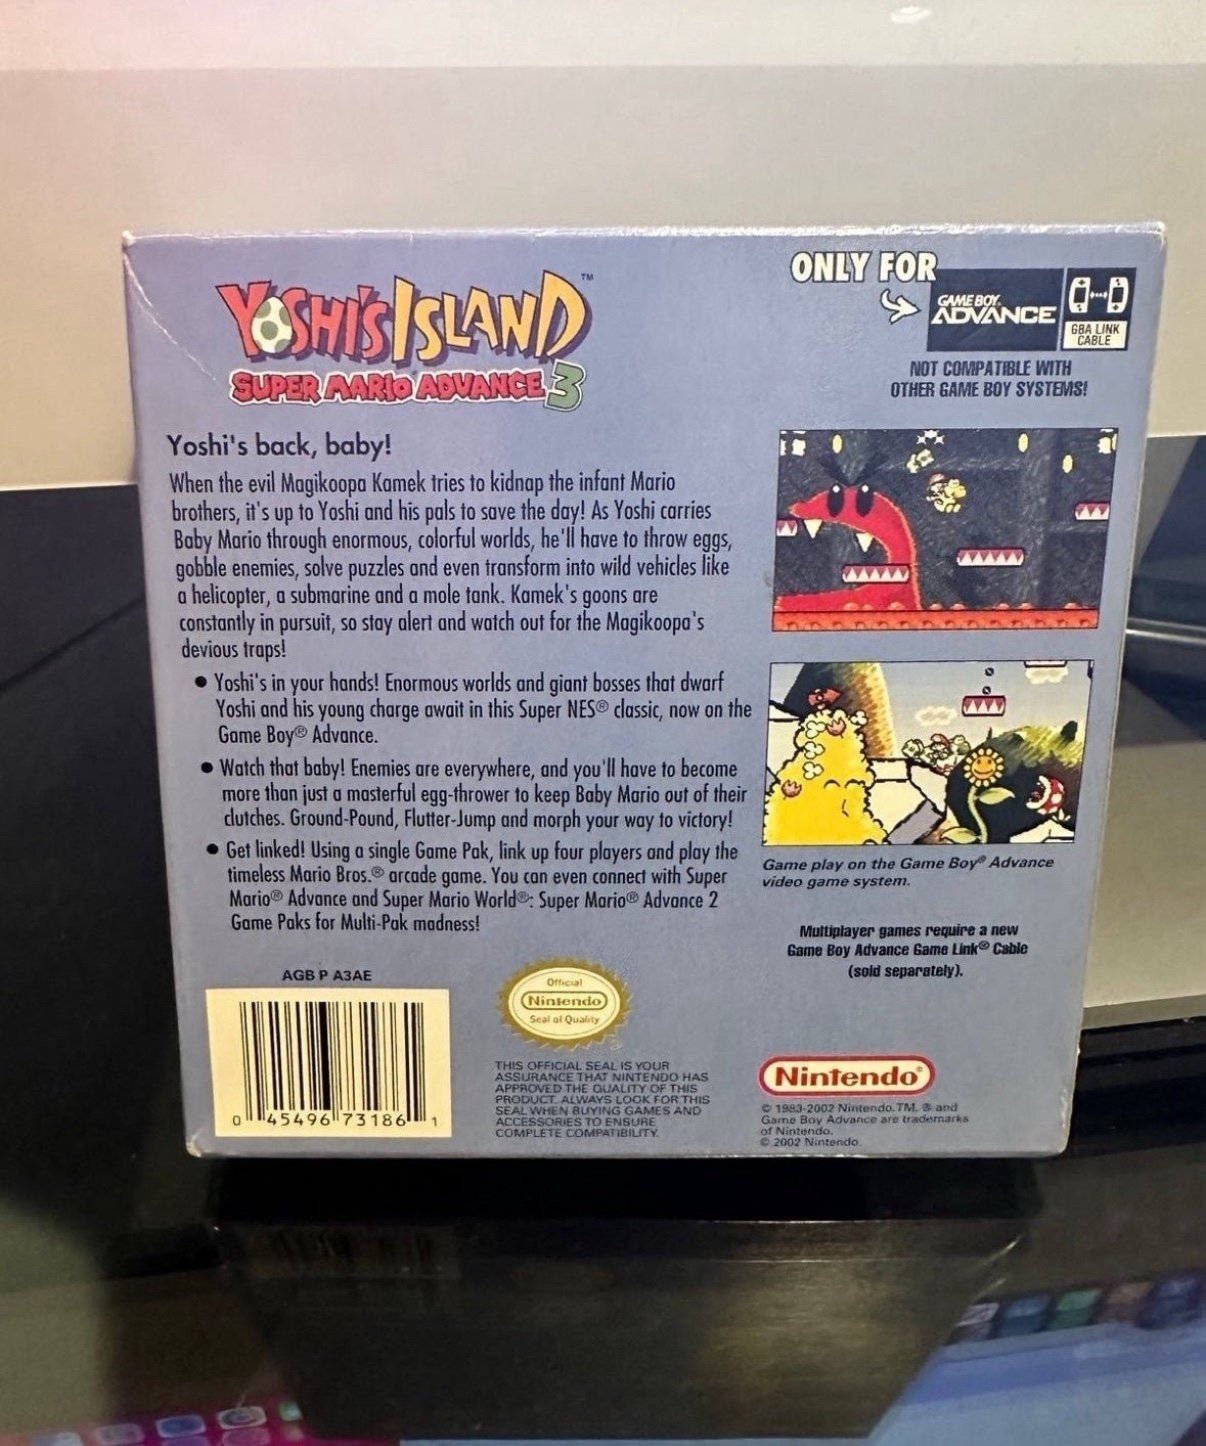 YOSHI'S ISLAND™
SUPER MARIO ADVANCE 3
ONLY FOR
GAME BOY
ADVANCE
GBA LINK
CABLE
NOT COMPATIBLE WITH
OTHER GAME BOY SYSTEMS!
Yoshi's back, baby!
When the evil Magikoopa Kamek tries to kidnap the infant Mario
brothers, it's up to Yoshi and his pals to save the day! As Yoshi carries
Baby Mario through enormous, colorful worlds, he'll have to throw eggs,
gobble enemies, solve puzzles and even transform into wild vehicles like
a helicopter, a submarine and a mole tank. Kamek's goons are
constantly in pursuit, so stay alert and watch out for the Magikoopa's
devious traps!
● Yoshi's in your hands! Enormous worlds and giant bosses that dwarf
Yoshi and his young charge await in this Super NES® classic, now on the
Game Boy® Advance.
● Watch that baby! Enemies are everywhere, and you'll have to become
more than just a masterful egg-thrower to keep Baby Mario out of their
clutches. Ground-Pound, Flutter-Jump and morph your way to victory!
● Get linked! Using a single Game Pak, link up four players and play the
timeless Mario Bros.® arcade game. You can even connect with Super
Mario® Advance and Super Mario World®: Super Mario® Advance 2
Game Paks for Multi-Pak madness!
Game play on the Game Boy® Advance
video game system.
Multiplayer games require a new
Game Boy Advance Game Link® Cable
(sold separately).
AGB P A3AE
0 45496 73186 1
Official
Nintendo
Seal of Quality
THIS OFFICIAL SEAL IS YOUR
ASSURANCE THAT NINTENDO HAS
APPROVED THE QUALITY OF THIS
PRODUCT. ALWAYS LOOK FOR THIS
SEAL WHEN BUYING GAMES AND
ACCESSORIES TO ENSURE
COMPLETE COMPATIBILITY.
Nintendo®
© 1983-2002 Nintendo. TM, ® and
Game Boy Advance are trademarks
of Nintendo.
© 2002 Nintendo.